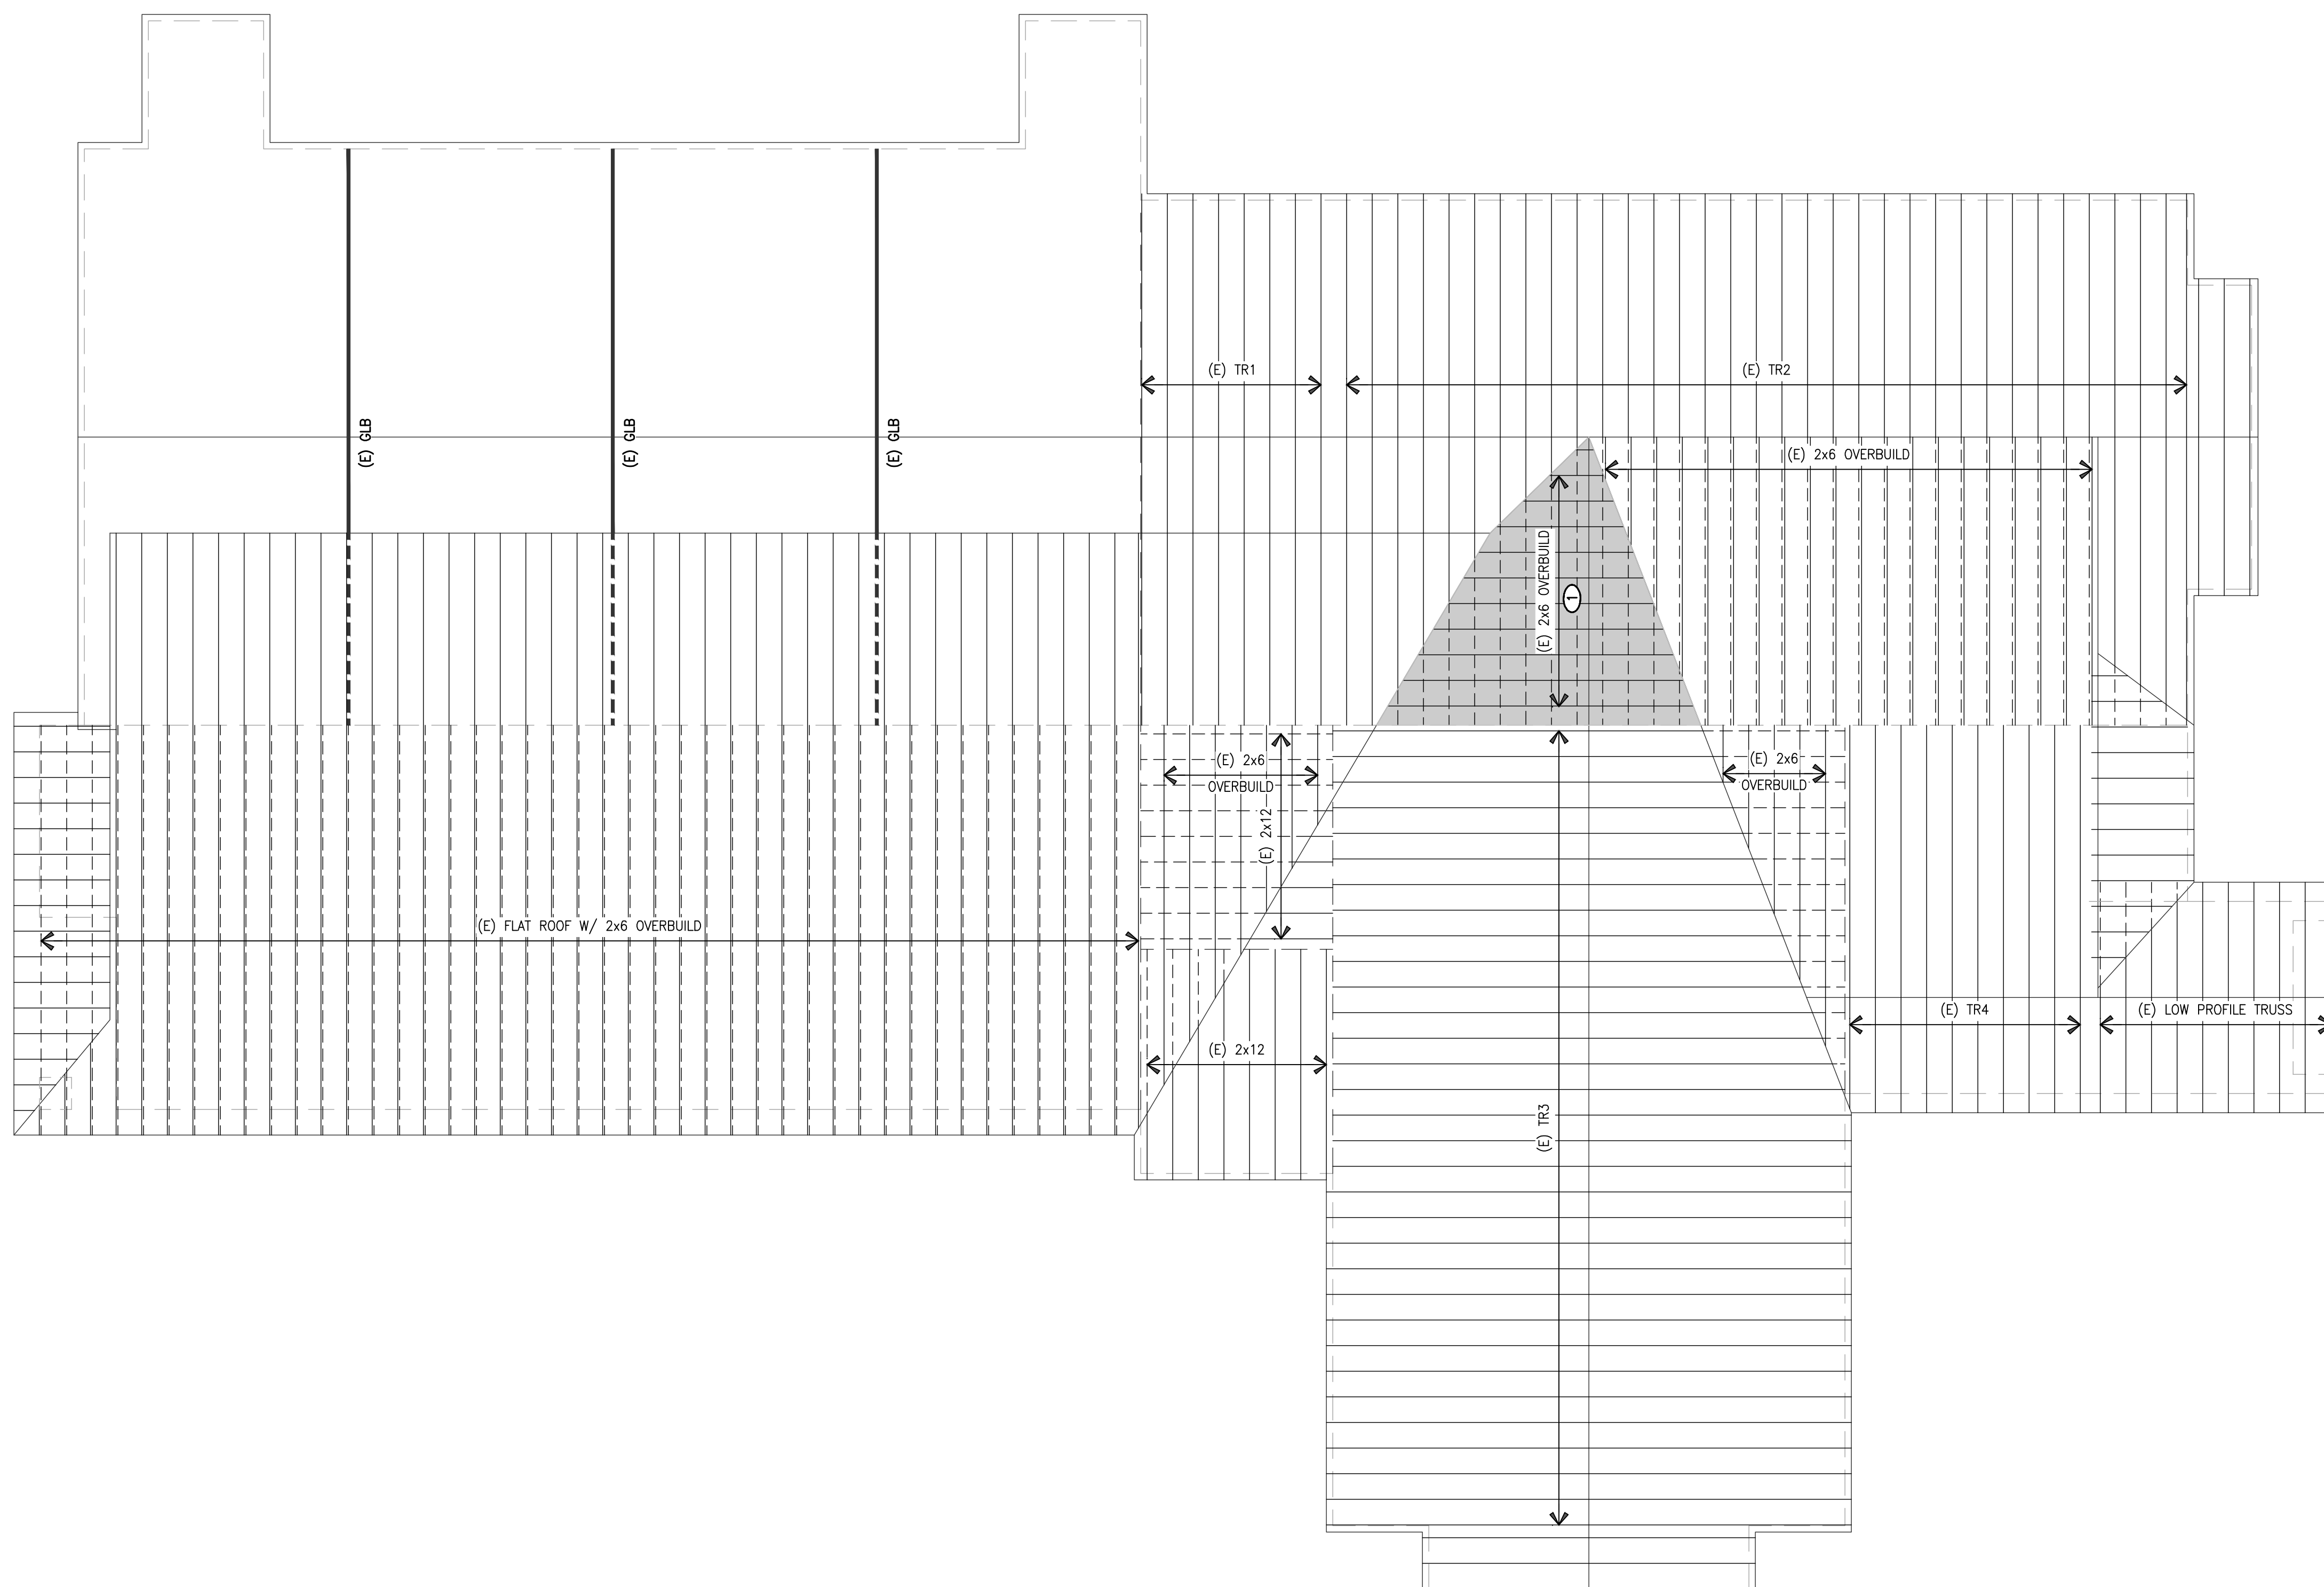 (E) TR1
(E) TR2
(E) GLB
(E) GLB
(E) GLB
(E) 2x6 OVERBUILD
(E) 2x6 OVERBUILD
1
(E) 2x6
OVERBUILD
(E) 2x12
(E) 2x6
OVERBUILD
(E) FLAT ROOF W/ 2x6 OVERBUILD
(E) TR4
(E) LOW PROFILE TRUSS
(E) 2x12
(E) TR3